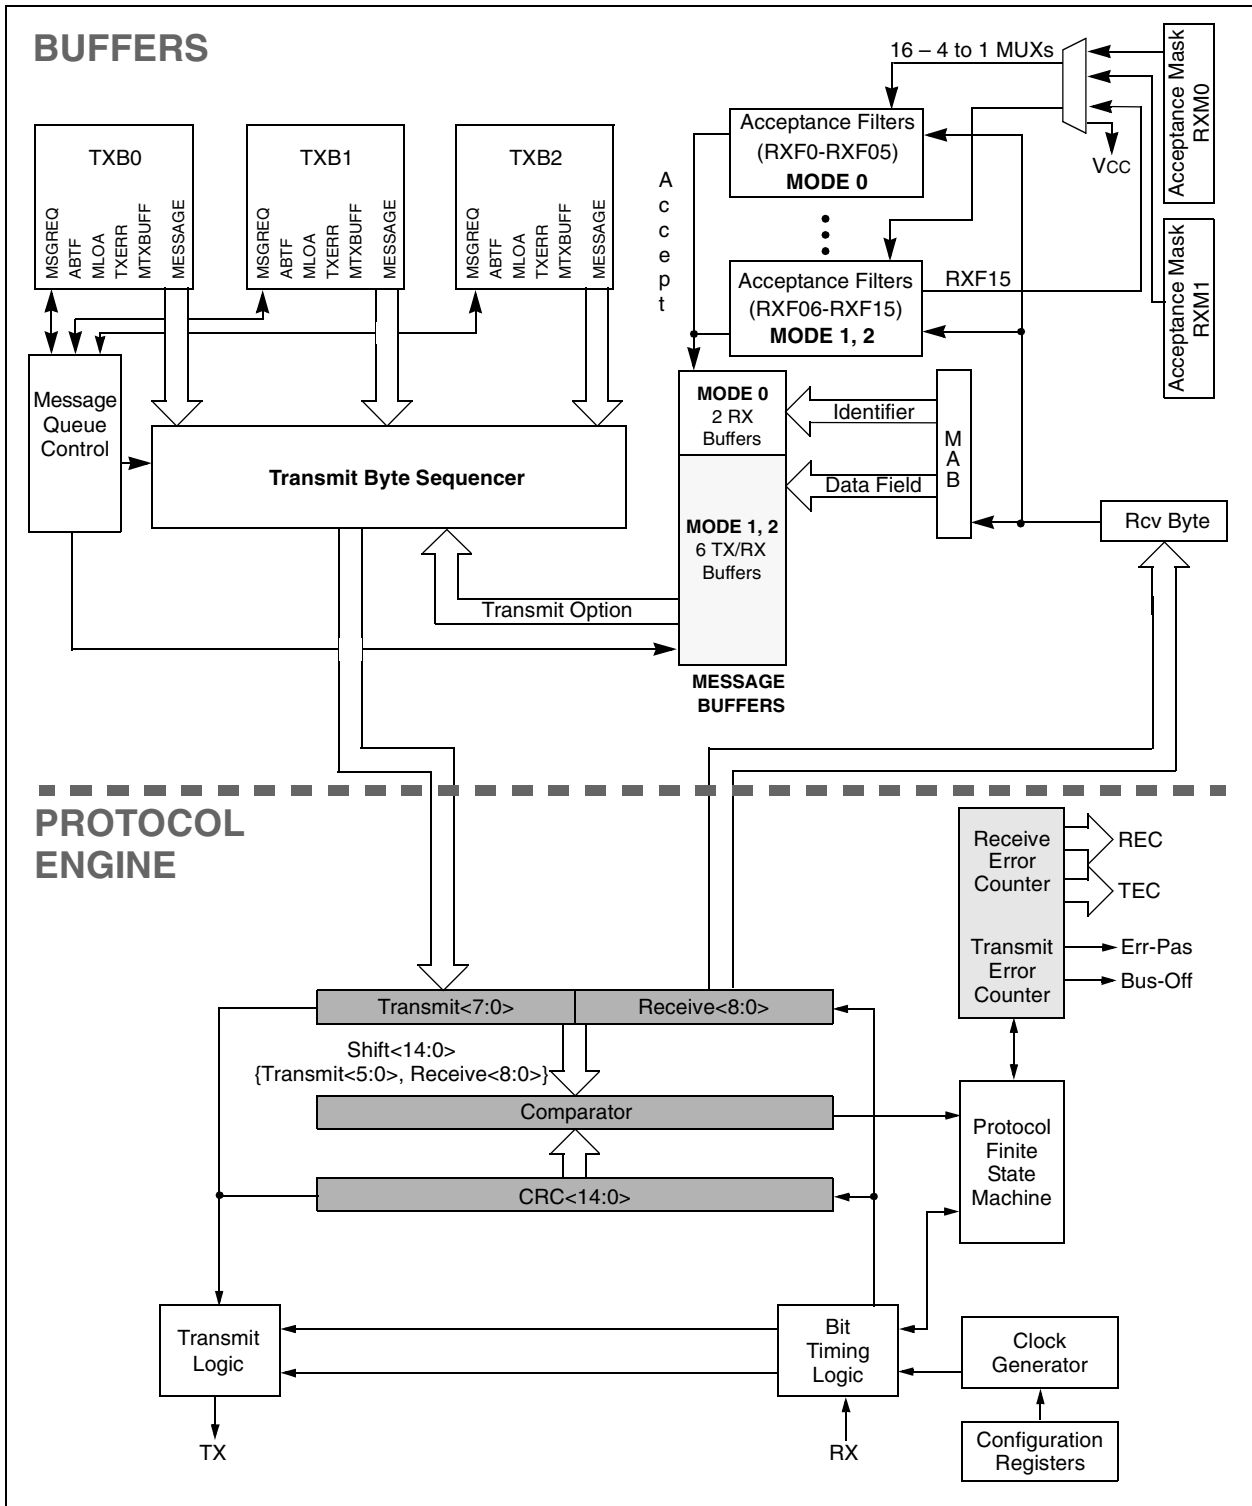 BUFFERS
16 – 4 to 1 MUXs
Acceptance Mask
RXM0
VCC
Acceptance Filters
(RXF0-RXF05)
MODE 0
TXB0
MSGREQ
ABTF
MLOA
TXERR
MTXBUFF
MESSAGE
TXB1
MSGREQ
ABTF
MLOA
TXERR
MTXBUFF
MESSAGE
TXB2
MSGREQ
ABTF
MLOA
TXERR
MTXBUFF
MESSAGE
Accept
Acceptance Filters
(RXF06-RXF15)
MODE 1, 2
RXF15
Acceptance Mask
RXM1
Message
Queue
Control
Transmit Byte Sequencer
MODE 0
2 RX
Buffers
Identifier
Data Field
MAB
Rcv Byte
MODE 1, 2
6 TX/RX
Buffers
Transmit Option
MESSAGE
BUFFERS
PROTOCOL
ENGINE
Receive
Error
Counter
REC
TEC
Transmit
Error
Counter
Err-Pas
Bus-Off
Transmit<7:0>
Receive<8:0>
Shift<14:0>
{Transmit<5:0>, Receive<8:0>}
Comparator
CRC<14:0>
Protocol
Finite
State
Machine
Transmit
Logic
Bit
Timing
Logic
Clock
Generator
TX
RX
Configuration
Registers